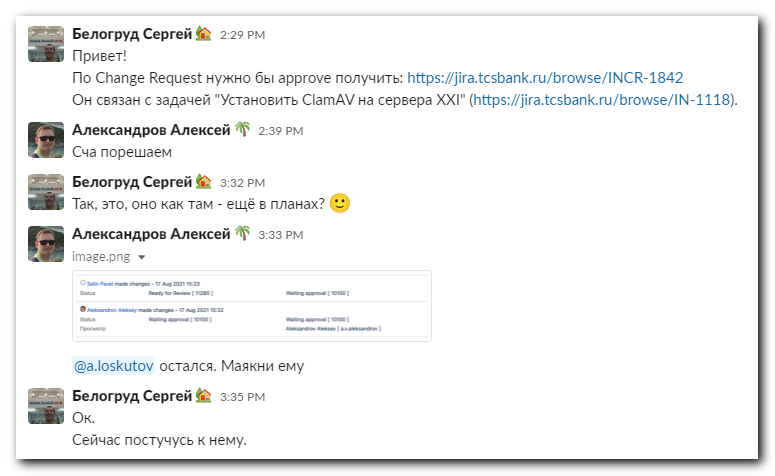 Белогруд Сергей 2:29 PM
Привет!
По Change Request нужно бы approve получить: https://jira.tcsbank.ru/browse/INCR-1842
Он связан с задачей "Установить ClamAV на сервера XXI" (https://jira.tcsbank.ru/browse/IN-1118).
Александров Алексей 2:39 PM
Сча порешаем
Белогруд Сергей 3:32 PM
Так, это, оно как там - ещё в планах?
Александров Алексей 3:33 PM
image.png
Selin Pavel made changes - 17 Aug 2021 15:23
Status Ready for Review [ 11280 ] Waiting approval [ 10100 ]
Aleksandrov Aleksey made changes - 17 Aug 2021 15:32
Status Waiting approval [ 10100 ] Waiting approval [ 10100 ]
Просмотр Aleksandrov Aleksey [ a.v.aleksandrov ]
@a.loskutov остался. Маякни ему
Белогруд Сергей 3:35 PM
Ок.
Сейчас постучусь к нему.